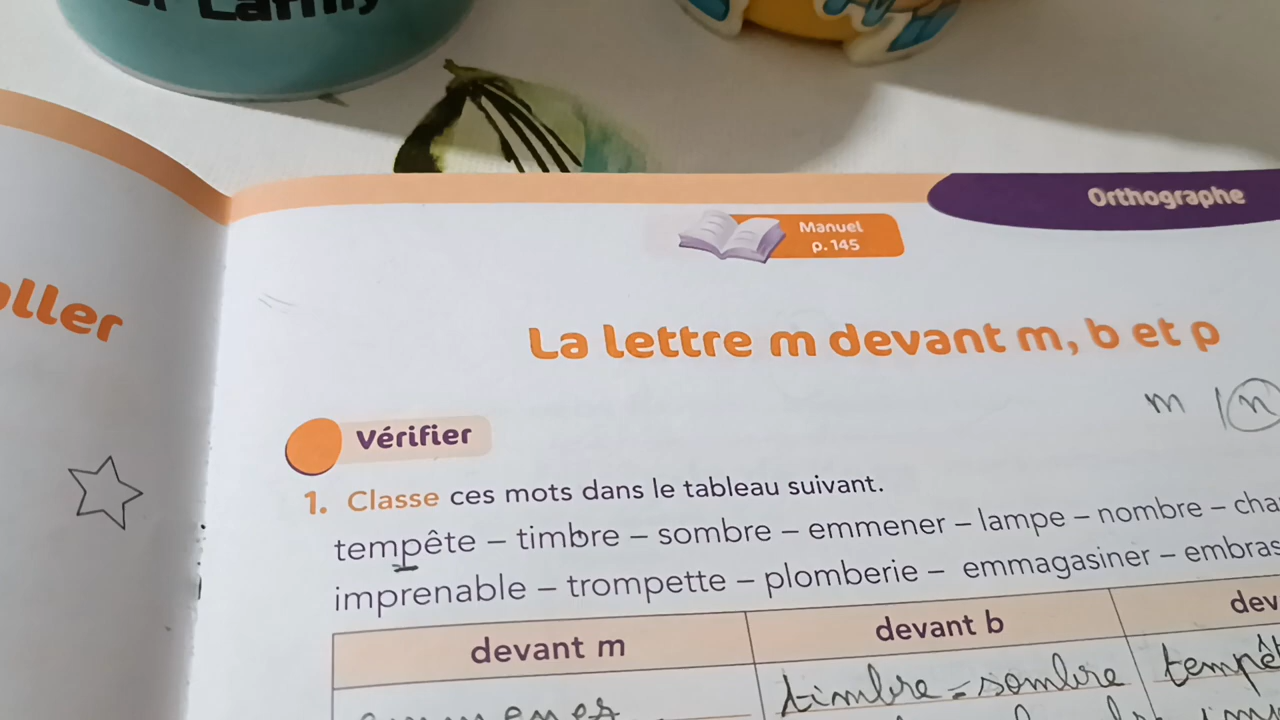 Orthographe
Manuel
p. 145
La lettre m devant m, b et p
m n
Vérifier
1. Classe ces mots dans le tableau suivant.
tempête – timbre – sombre – emmener – lampe – nombre –
imprenable – trompette – plomberie – emmagasiner –
devant m devant b
timbre = sombre